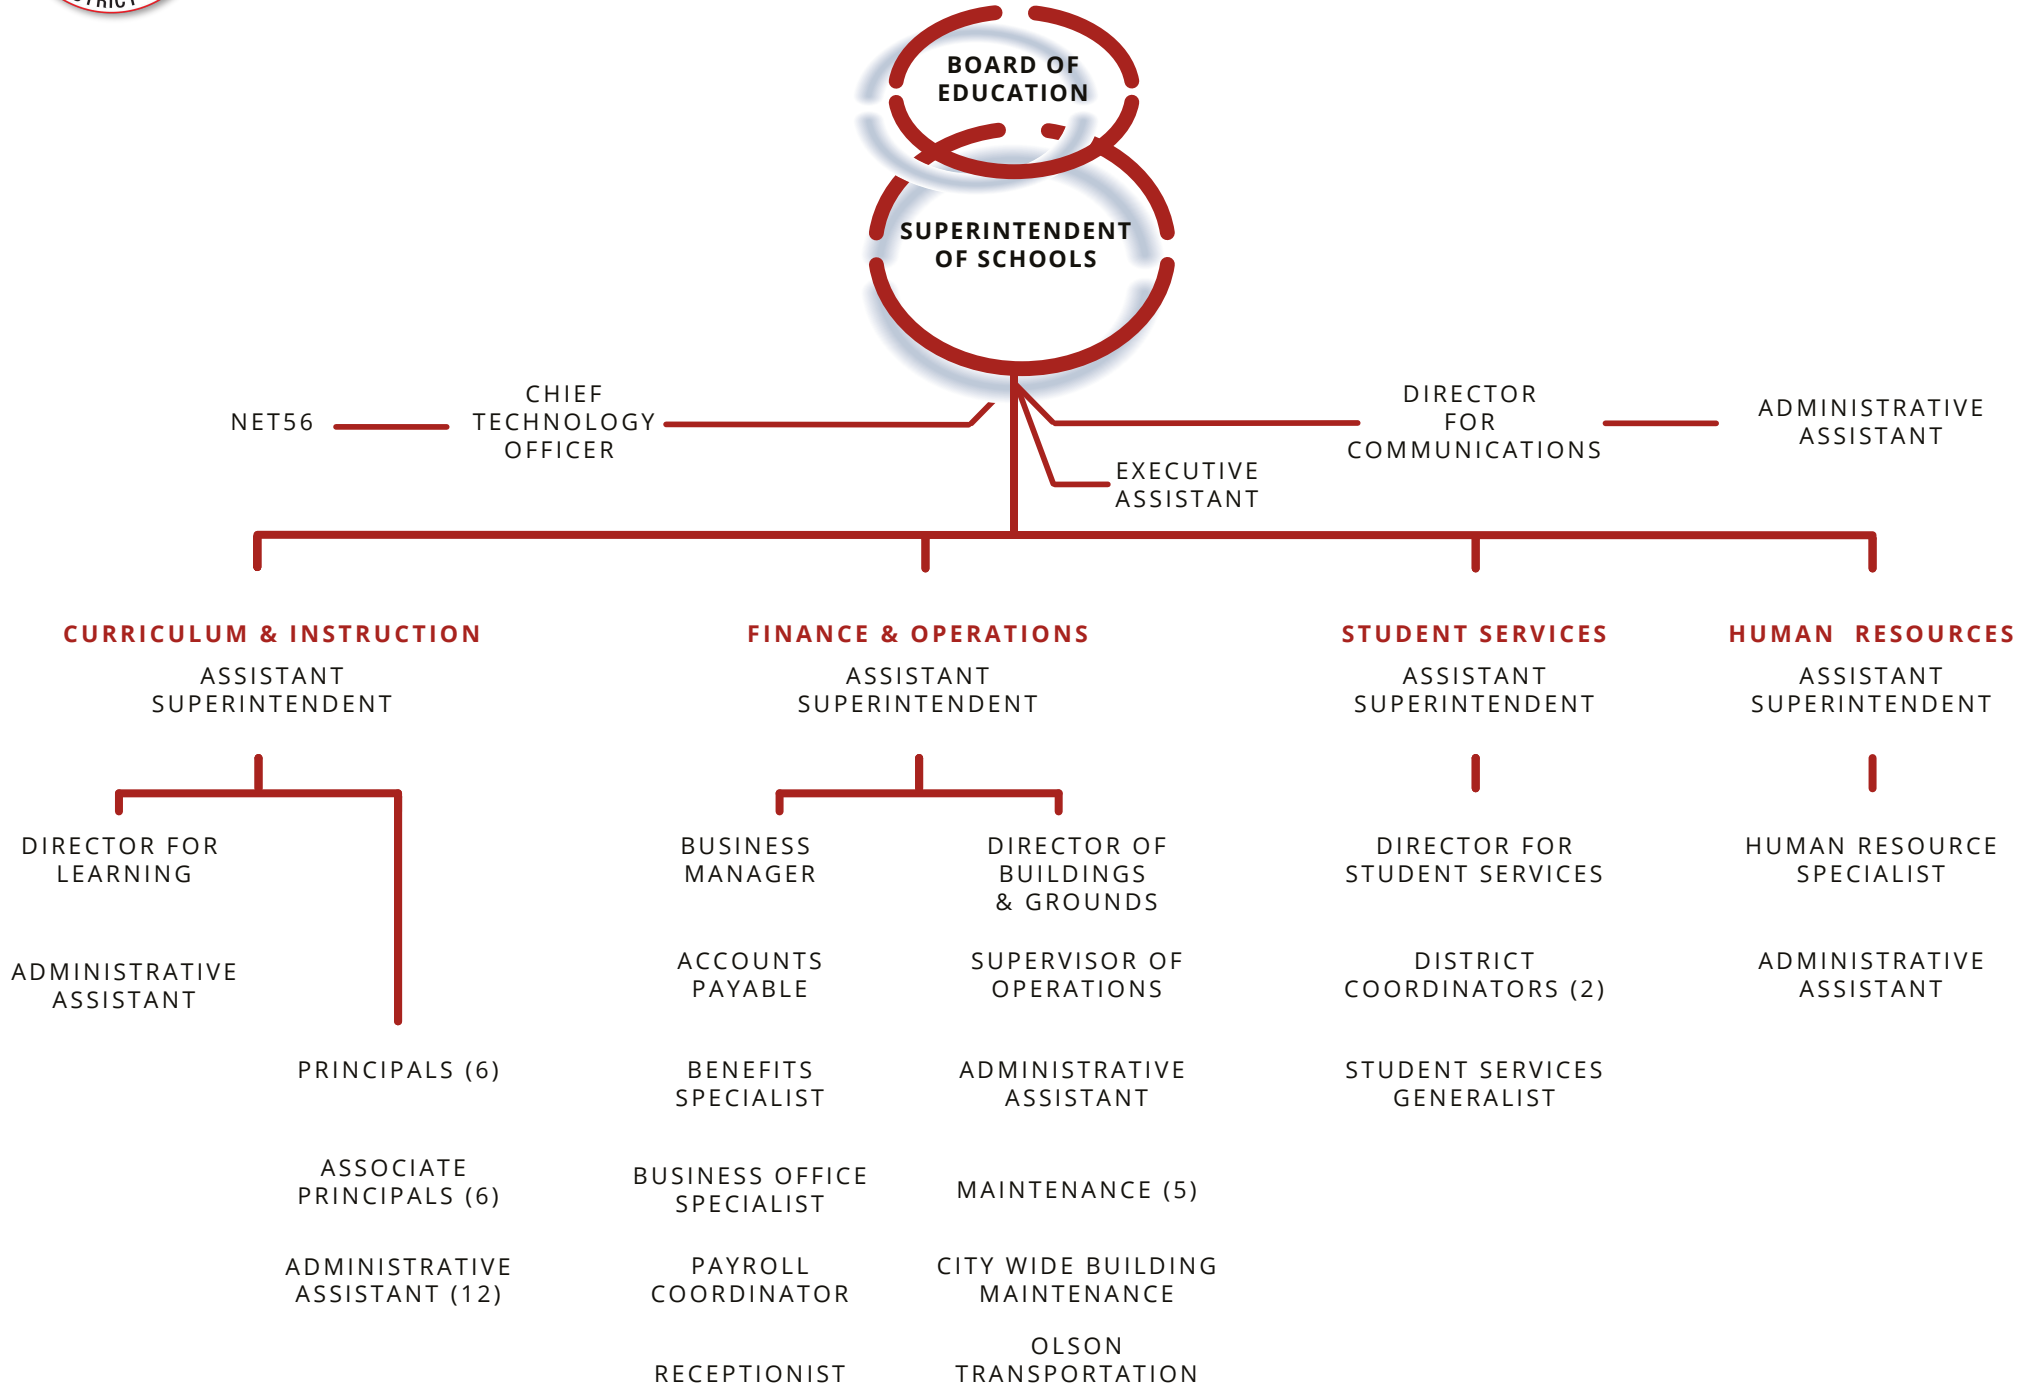 TRICT
BOARD OF
EDUCATION
SUPERINTENDENT
OF SCHOOLS
NET56
CHIEF
TECHNOLOGY
OFFICER
DIRECTOR
FOR
COMMUNICATIONS
ADMINISTRATIVE
ASSISTANT
EXECUTIVE
ASSISTANT
CURRICULUM & INSTRUCTION
ASSISTANT
SUPERINTENDENT
DIRECTOR FOR
LEARNING
ADMINISTRATIVE
ASSISTANT
PRINCIPALS (6)
ASSOCIATE
PRINCIPALS (6)
ADMINISTRATIVE
ASSISTANT (12)
FINANCE & OPERATIONS
ASSISTANT
SUPERINTENDENT
BUSINESS
MANAGER
ACCOUNTS
PAYABLE
BENEFITS
SPECIALIST
BUSINESS OFFICE
SPECIALIST
PAYROLL
COORDINATOR
RECEPTIONIST
DIRECTOR OF
BUILDINGS
& GROUNDS
SUPERVISOR OF
OPERATIONS
ADMINISTRATIVE
ASSISTANT
MAINTENANCE (5)
CITY WIDE BUILDING
MAINTENANCE
OLSON
TRANSPORTATION
STUDENT SERVICES
ASSISTANT
SUPERINTENDENT
DIRECTOR FOR
STUDENT SERVICES
DISTRICT
COORDINATORS (2)
STUDENT SERVICES
GENERALIST
HUMAN RESOURCES
ASSISTANT
SUPERINTENDENT
HUMAN RESOURCE
SPECIALIST
ADMINISTRATIVE
ASSISTANT